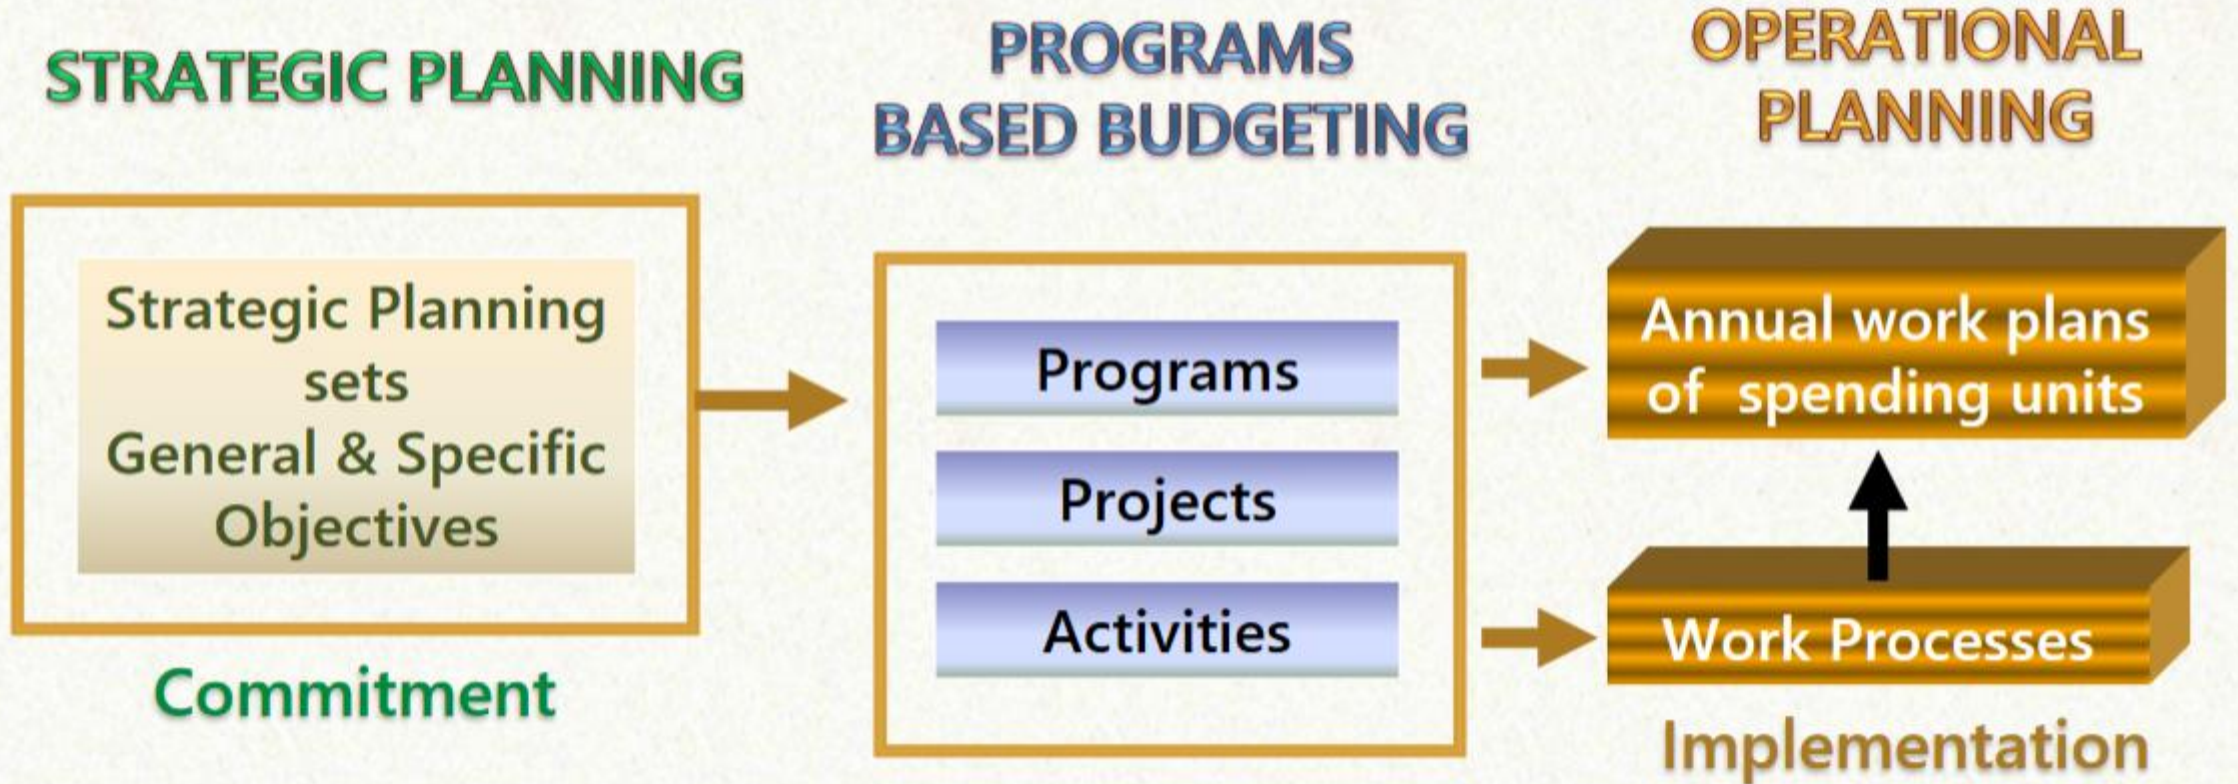 STRATEGIC PLANNING
Strategic Planning
sets
General & Specific
Objectives
Commitment
PROGRAMS
BASED BUDGETING
Programs
Projects
Activities
OPERATIONAL
PLANNING
Annual work plans
of spending units
Work Processes
Implementation